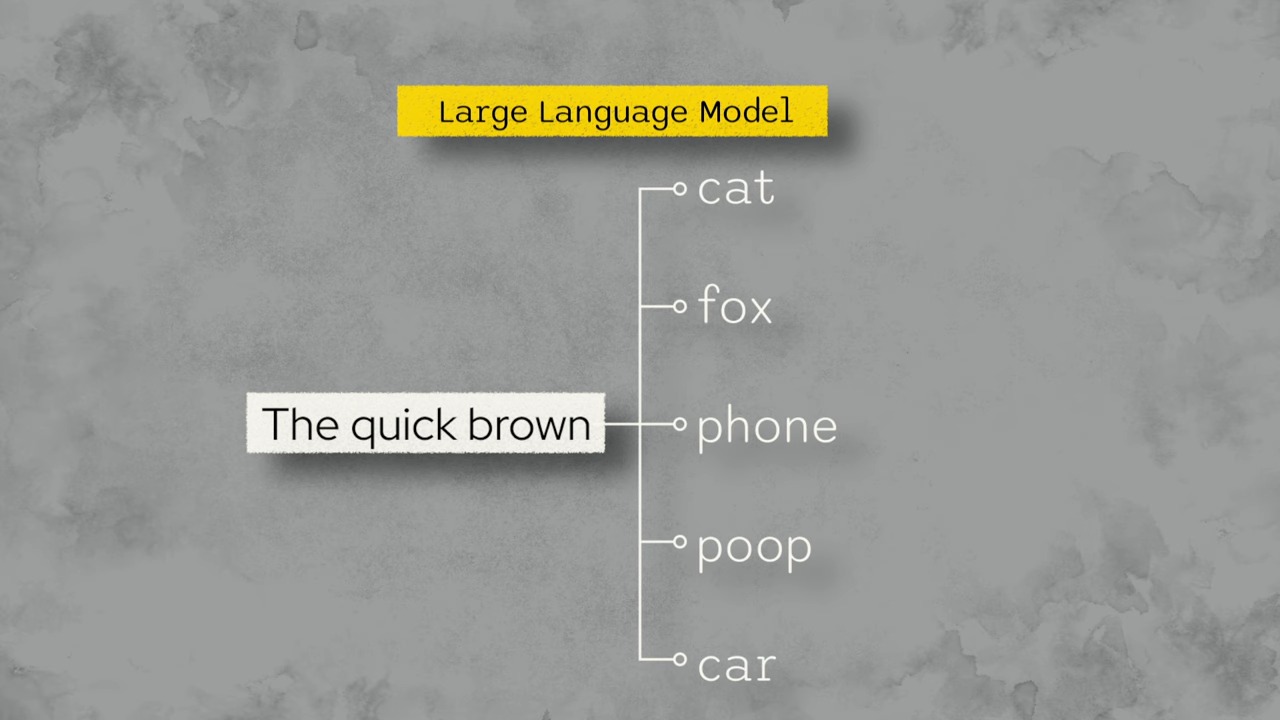 Large Language Model
cat
fox
The quick brown
phone
poop
car